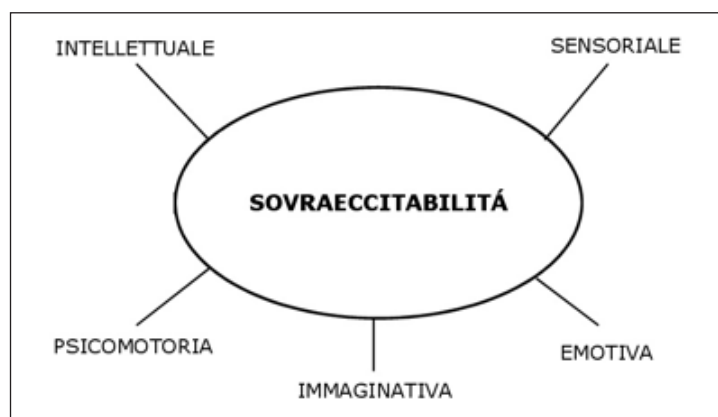 INTELLETTUALE
SENSORIALE
SOVRAECCITABILITÁ
PSICOMOTORIA
IMMAGINATIVA
EMOTIVA